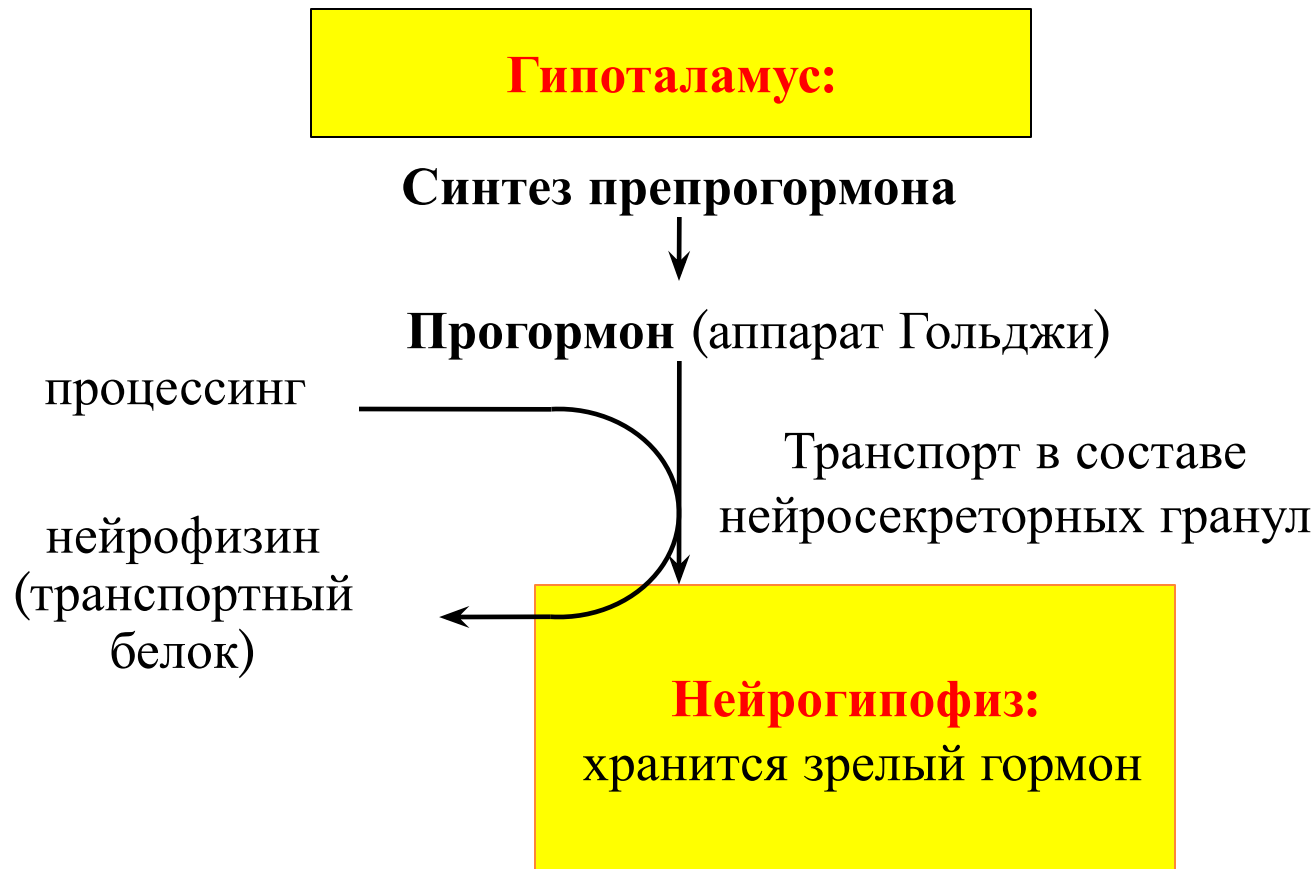 Гипоталамус:
Синтез препрогормона
Прогормон (аппарат Гольджи)
процессинг
Транспорт в составе
нейросекреторных гранул
нейрофизин
(транспортный
белок)
Нейрогипофиз:
хранится зрелый гормон